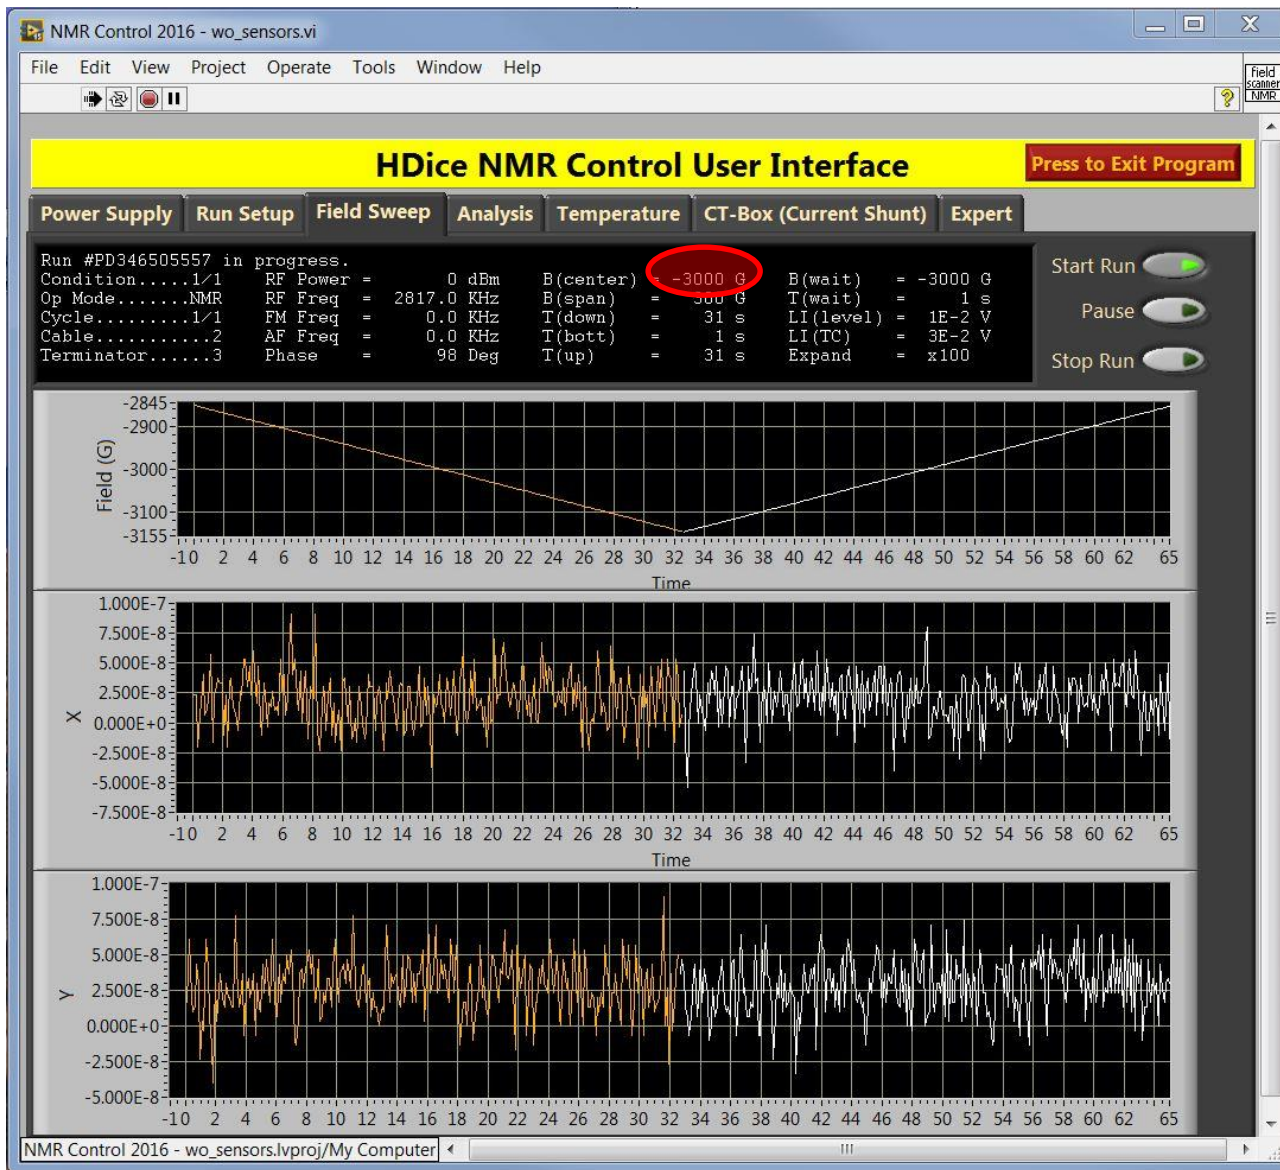 NMR Control 2016 - wo_sensors.vi
File Edit View Project Operate Tools Window Help
field
scanner
NMR
HDice NMR Control User Interface
Press to Exit Program
Power Supply Run Setup Field Sweep Analysis Temperature CT-Box (Current Shunt) Expert
Run #PD346505557 in progress.
Condition.....1/1 RF Power = 0 dBm B(center) = -3000 G B(wait) = -3000 G
Op Mode.......NMR RF Freq = 2817.0 KHz B(span) = 300 G T(wait) = 1 s
Cycle.........1/1 FM Freq = 0.0 KHz T(down) = 31 s LI(level) = 1E-2 V
Cable...........2 AF Freq = 0.0 KHz T(bott) = 1 s LI(TC) = 3E-2 V
Terminator......3 Phase = 98 Deg T(up) = 31 s Expand = x100
Start Run
Pause
Stop Run
-2845
-2900
-3000
-3100
-3155
Field (G)
-1 0 2 4 6 8 10 12 14 16 18 20 22 24 26 28 30 32 34 36 38 40 42 44 46 48 50 52 54 56 58 60 62 65
Time
1.000E-7
7.500E-8
5.000E-8
2.500E-8
0.000E+0
-2.500E-8
-5.000E-8
-7.500E-8
X
-1 0 2 4 6 8 10 12 14 16 18 20 22 24 26 28 30 32 34 36 38 40 42 44 46 48 50 52 54 56 58 60 62 65
Time
1.000E-7
7.500E-8
5.000E-8
2.500E-8
0.000E+0
-2.500E-8
-5.000E-8
Y
-1 0 2 4 6 8 10 12 14 16 18 20 22 24 26 28 30 32 34 36 38 40 42 44 46 48 50 52 54 56 58 60 62 65
NMR Control 2016 - wo_sensors.lvproj/My Computer